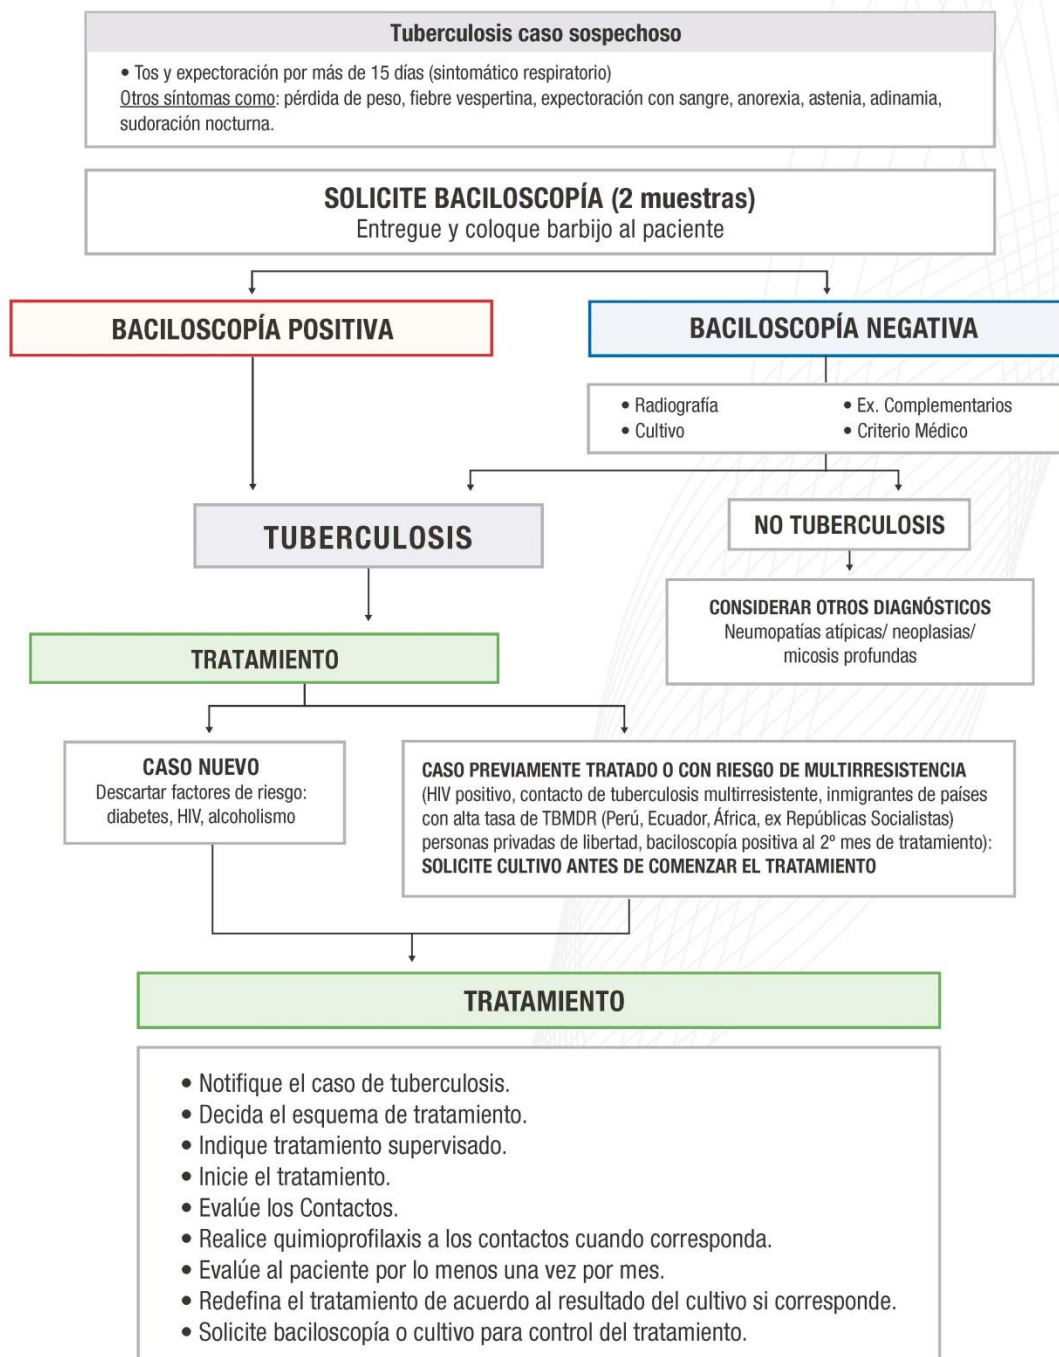 Tuberculosis caso sospechoso
• Tos y expectoración por más de 15 días (sintomático respiratorio)
Otros síntomas como: pérdida de peso, fiebre vespertina, expectoración con sangre, anorexia, astenia, adinamia,
sudoración nocturna.
SOLICITE BACILOSCOPÍA (2 muestras)
Entregue y coloque barbijo al paciente
BACILOSCOPÍA POSITIVA
BACILOSCOPÍA NEGATIVA
• Radiografía
• Cultivo
• Ex. Complementarios
• Criterio Médico
TUBERCULOSIS
NO TUBERCULOSIS
CONSIDERAR OTROS DIAGNÓSTICOS
Neumopatías atípicas/ neoplasias/
micosis profundas
TRATAMIENTO
CASO NUEVO
Descartar factores de riesgo:
diabetes, HIV, alcoholismo
CASO PREVIAMENTE TRATADO O CON RIESGO DE MULTIRRESISTENCIA
(HIV positivo, contacto de tuberculosis multirresistente, inmigrantes de países
con alta tasa de TBMDR (Perú, Ecuador, África, ex Repúblicas Socialistas)
personas privadas de libertad, baciloscopía positiva al 2º mes de tratamiento):
SOLICITE CULTIVO ANTES DE COMENZAR EL TRATAMIENTO
TRATAMIENTO
• Notifique el caso de tuberculosis.
• Decida el esquema de tratamiento.
• Indique tratamiento supervisado.
• Inicie el tratamiento.
• Evalúe los Contactos.
• Realice quimioprofilaxis a los contactos cuando corresponda.
• Evalúe al paciente por lo menos una vez por mes.
• Redefina el tratamiento de acuerdo al resultado del cultivo si corresponde.
• Solicite baciloscopía o cultivo para control del tratamiento.